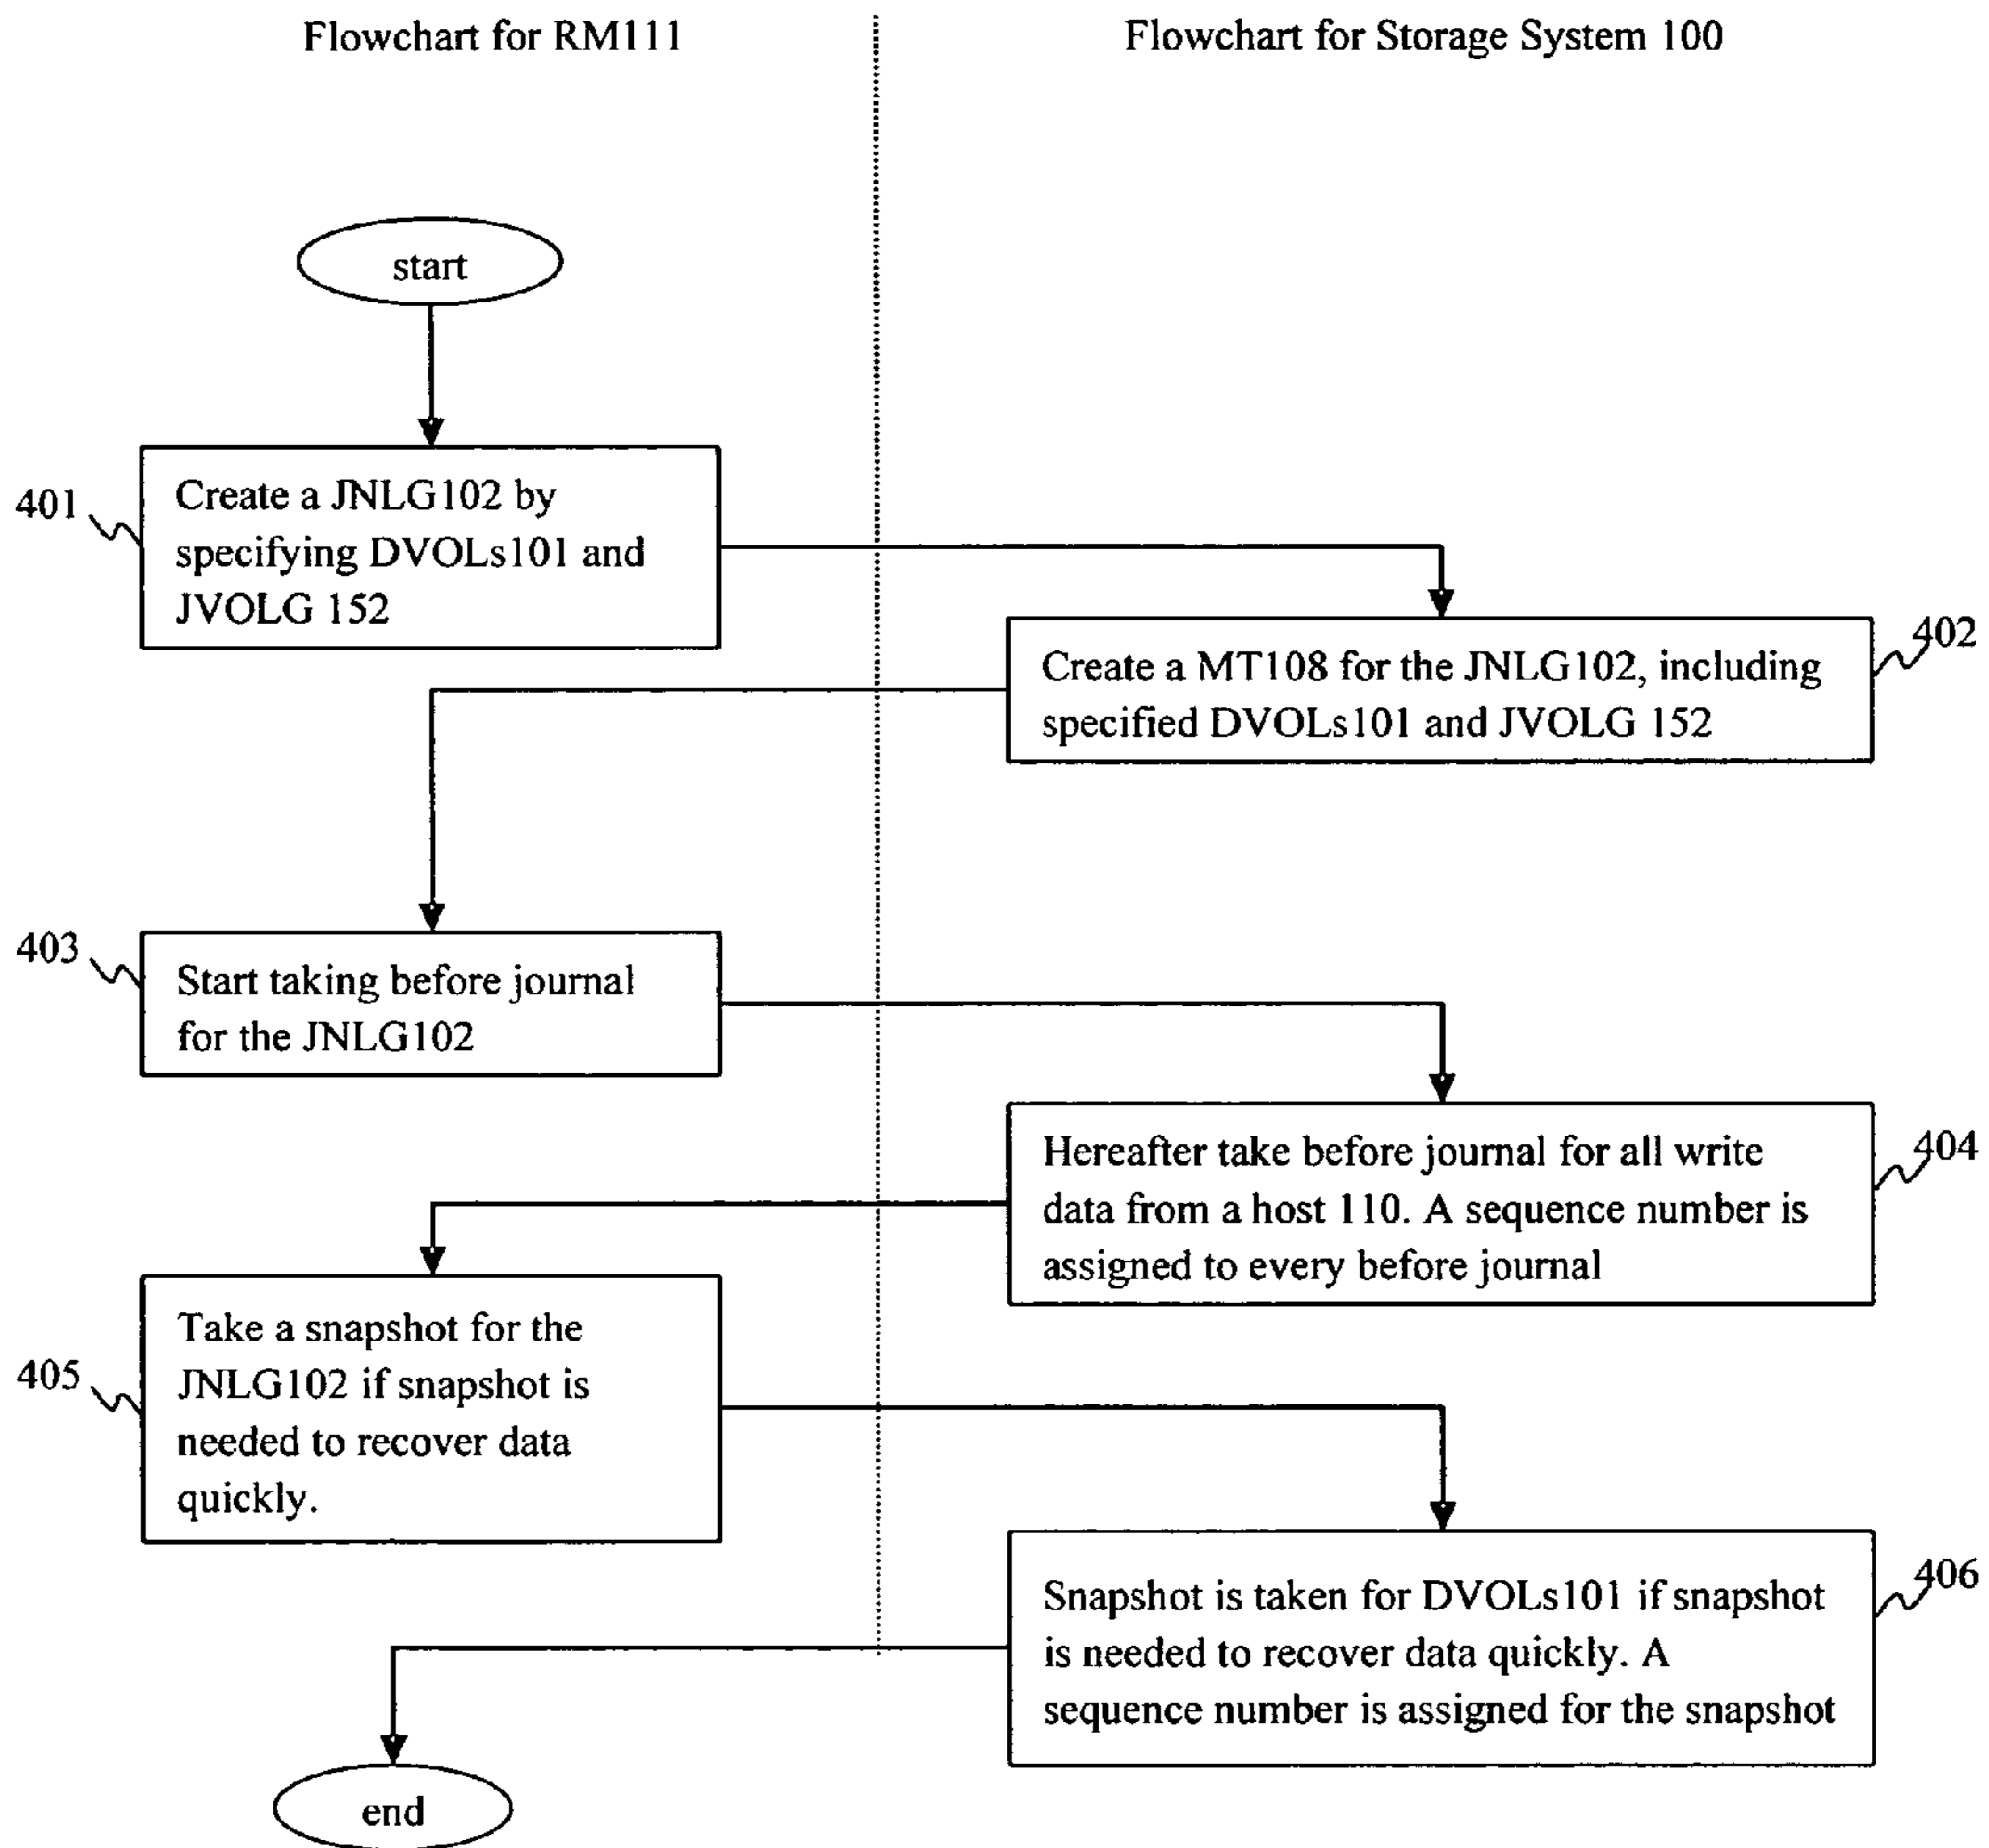 Flowchart for RM111
Flowchart for Storage System 100
start
401
Create a JNLG102 by
specifying DVOLs101 and
JVOLG 152
402
Create a MT108 for the JNLG102, including
specified DVOLs101 and JVOLG 152
403
Start taking before journal
for the JNLG102
404
Hereafter take before journal for all write
data from a host 110. A sequence number is
assigned to every before journal
405
Take a snapshot for the
JNLG102 if snapshot is
needed to recover data
quickly.
406
Snapshot is taken for DVOLs101 if snapshot
is needed to recover data quickly. A
sequence number is assigned for the snapshot
end